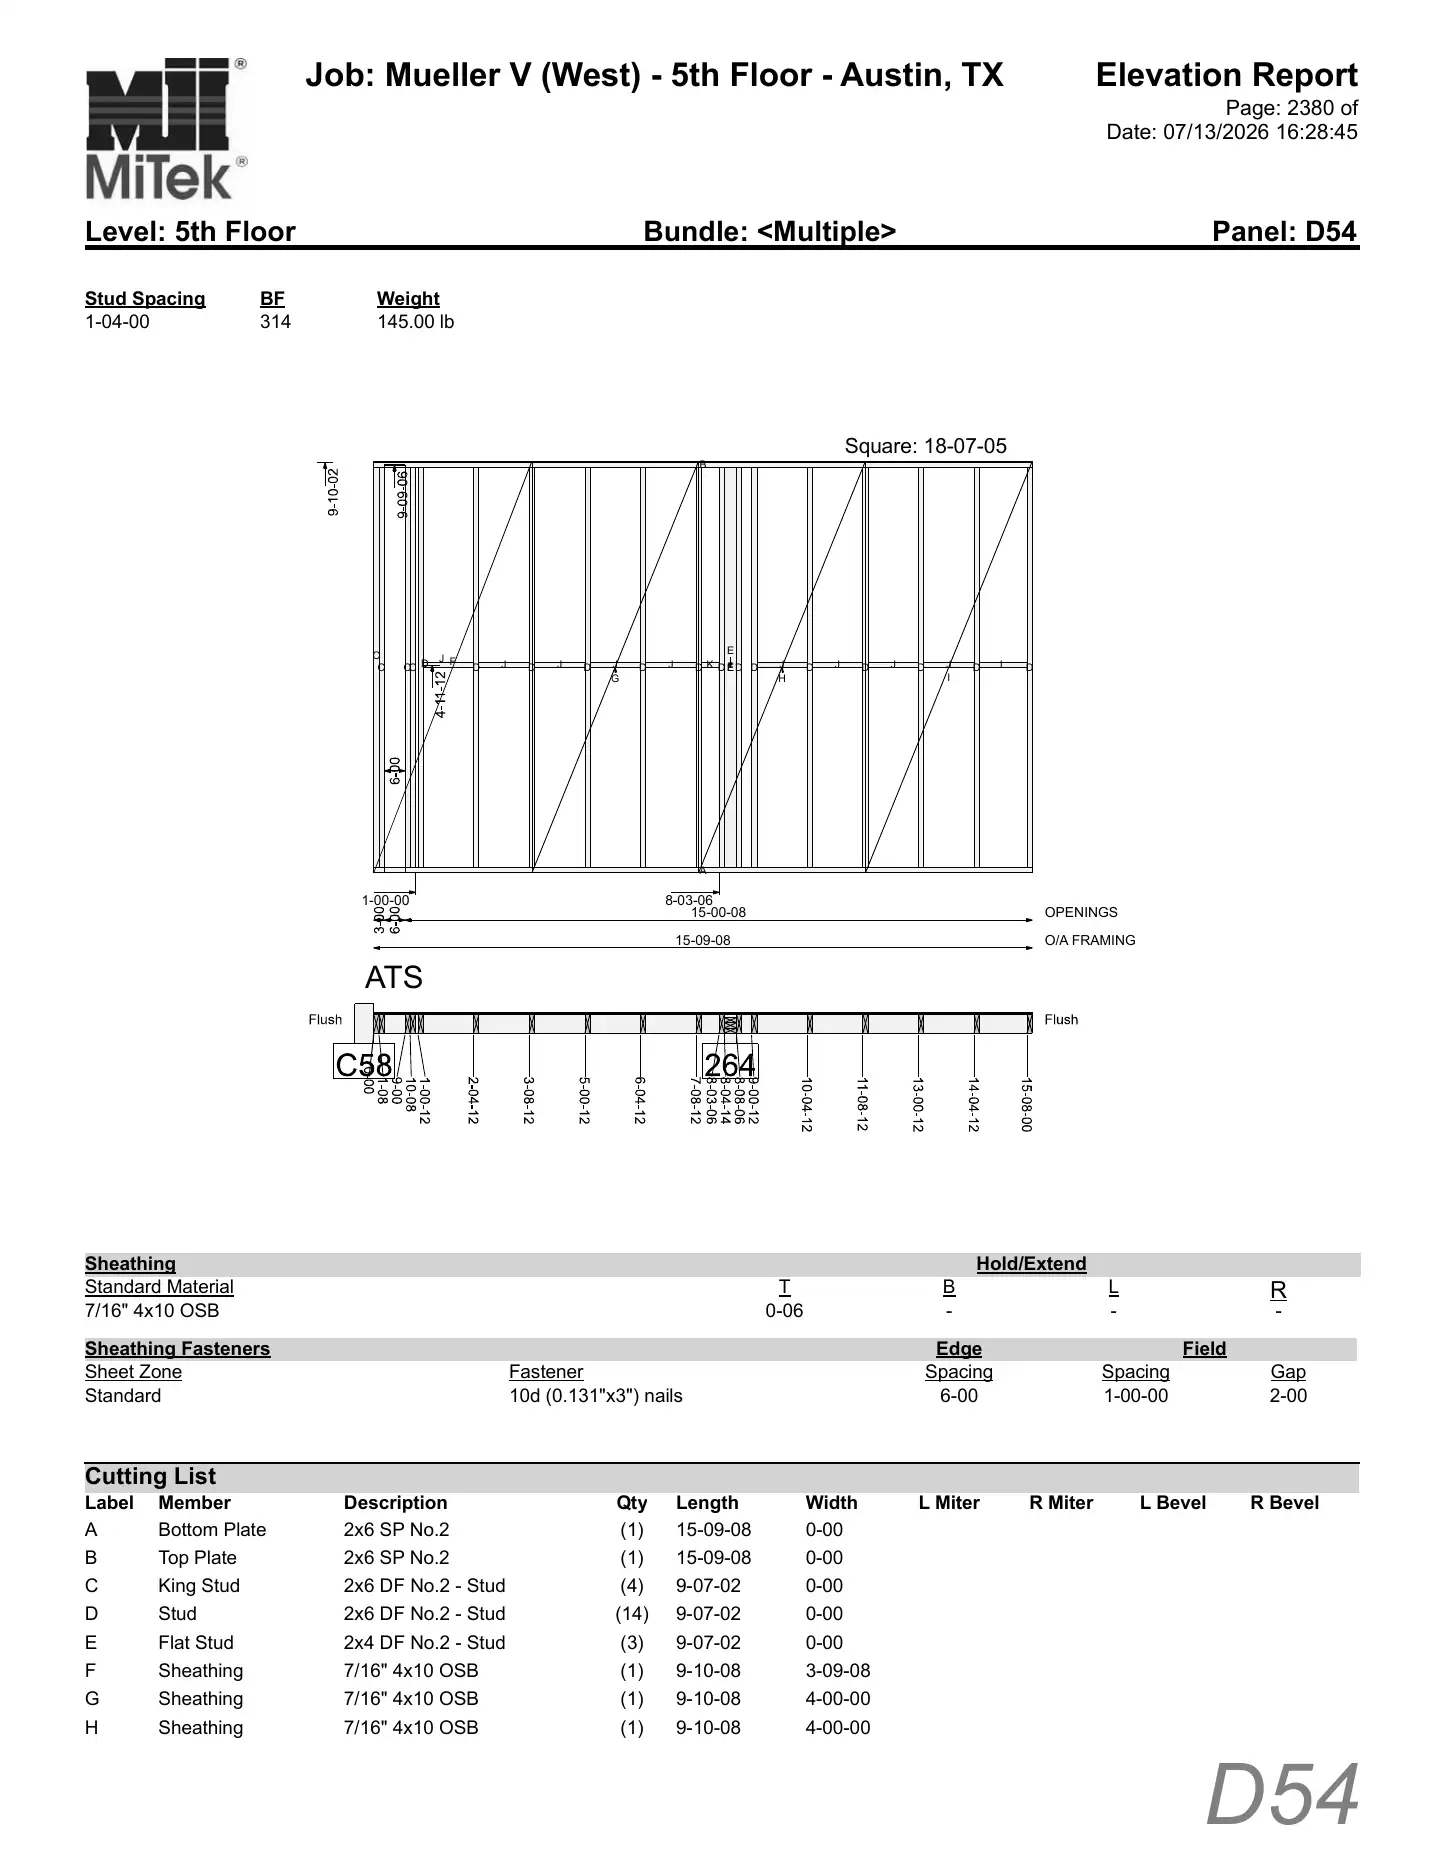 MiTek®
Job: Mueller V (West) - 5th Floor - Austin, TX
Elevation Report
Page: 2380 of
Date: 07/13/2026 16:28:45
Level: 5th Floor Bundle: <Multiple> Panel: D54
Stud Spacing BF Weight
1-04-00 314 145.00 lb
Square: 18-07-05
9-10-02
9-09-06
A
E
C D J F J J J K E J J I
G H I
4-11-12
6-00
A
1-00-00 8-03-06
3-00 6-00 15-00-08 OPENINGS
15-09-08 O/A FRAMING
ATS
Flush Flush
C58 264
1-08 9-00 10-08 1-00-12 2-04-12 3-08-12 5-00-12 6-04-12 7-08-12 8-03-06 8-04-14 8-08-06 9-00-12 10-04-12 11-08-12 13-00-12 14-04-12 15-08-00
Sheathing Hold/Extend
Standard Material T B L R
7/16" 4x10 OSB 0-06 - - -
Sheathing Fasteners Edge Field
Sheet Zone Fastener Spacing Spacing Gap
Standard 10d (0.131"x3") nails 6-00 1-00-00 2-00
Cutting List
Label Member Description Qty Length Width L Miter R Miter L Bevel R Bevel
A Bottom Plate 2x6 SP No.2 (1) 15-09-08 0-00
B Top Plate 2x6 SP No.2 (1) 15-09-08 0-00
C King Stud 2x6 DF No.2 - Stud (4) 9-07-02 0-00
D Stud 2x6 DF No.2 - Stud (14) 9-07-02 0-00
E Flat Stud 2x4 DF No.2 - Stud (3) 9-07-02 0-00
F Sheathing 7/16" 4x10 OSB (1) 9-10-08 3-09-08
G Sheathing 7/16" 4x10 OSB (1) 9-10-08 4-00-00
H Sheathing 7/16" 4x10 OSB (1) 9-10-08 4-00-00
D54